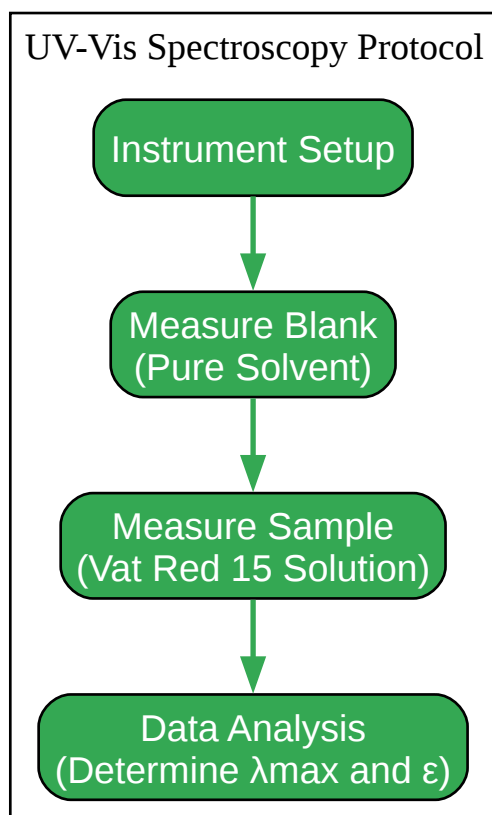 UV-Vis Spectroscopy Protocol
Instrument Setup
Measure Blank
(Pure Solvent)
Measure Sample
(Vat Red 15 Solution)
Data Analysis
(Determine λmax and ε)